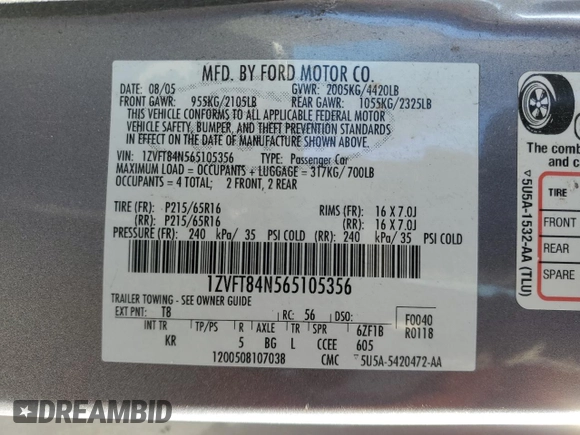 MFD. BY FORD MOTOR CO.
DATE: 08/05 GVWR: 2005KG/4420LB
FRONT GAWR: 955KG/2105LB REAR GAWR: 1055KG/2325LB
THIS VEHICLE CONFORMS TO ALL APPLICABLE FEDERAL MOTOR
VEHICLE SAFETY, BUMPER, AND THEFT PREVENTION STANDARDS
IN EFFECT ON THE DATE OF MANUFACTURE SHOWN ABOVE.
VIN: 1ZVFT84N565105356 TYPE: Passenger Car
MAXIMUM LOAD = OCCUPANTS + LUGGAGE = 317KG/700LB
OCCUPANTS = 4 TOTAL; 2 FRONT, 2 REAR
TIRE (FR): P215/65R16 RIMS (FR): 16 X 7.0J
(RR): P215/65R16 (RR): 16 X 7.0J
PRESSURE (FR): 240 kPa/ 35 PSI COLD (RR) 240 kPa/ 35 PSI COLD
1ZVFT84N565105356
TRAILER TOWING - SEE OWNER GUIDE
EXT PNT: T8 RC: 56 DSO: F0040
INT TR TP/PS R AXLE TR SPR 6ZF1B R0118
KR 5 BG L CCEE 605
1200508107038 CMC ▽5U5A-5420472-AA
The comb
and c
TIRE
FRONT
REAR
SPARE
▽5U5A-1532-AA (TLU)
DREAMBID